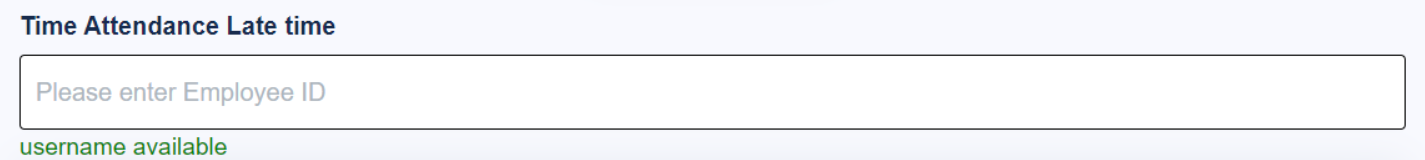 Time Attendance Late time
Please enter Employee ID
username available